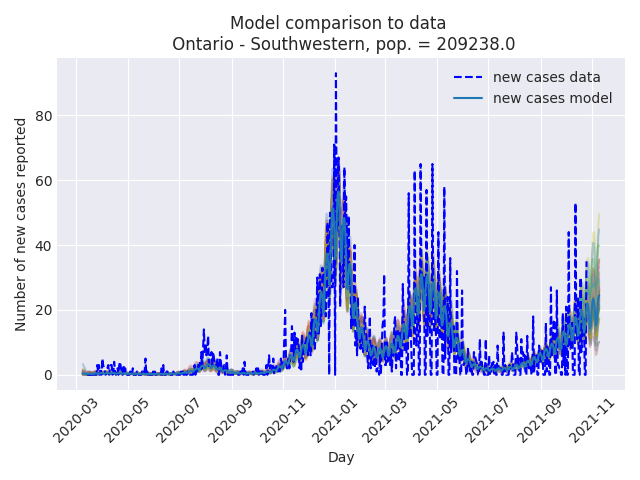 Model comparison to data
Ontario - Southwestern, pop. = 209238.0
new cases data
new cases model
Number of new cases reported
80
60
40
20
0
2020-03
2020-05
2020-07
2020-09
2020-11
2021-01
2021-03
2021-05
2021-07
2021-09
2021-11
Day